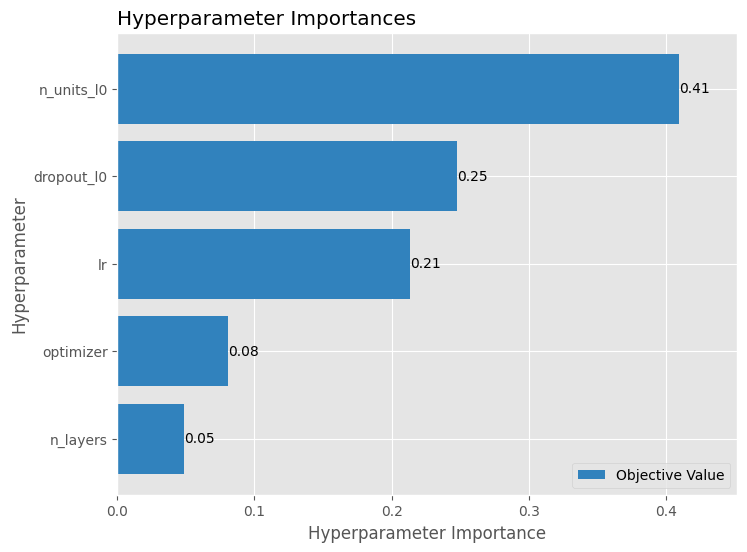 Hyperparameter Importances
n_units_l0
0.41
dropout_l0
0.25
lr
0.21
optimizer
0.08
n_layers
0.05
Hyperparameter
Objective Value
0.0 0.1 0.2 0.3 0.4
Hyperparameter Importance